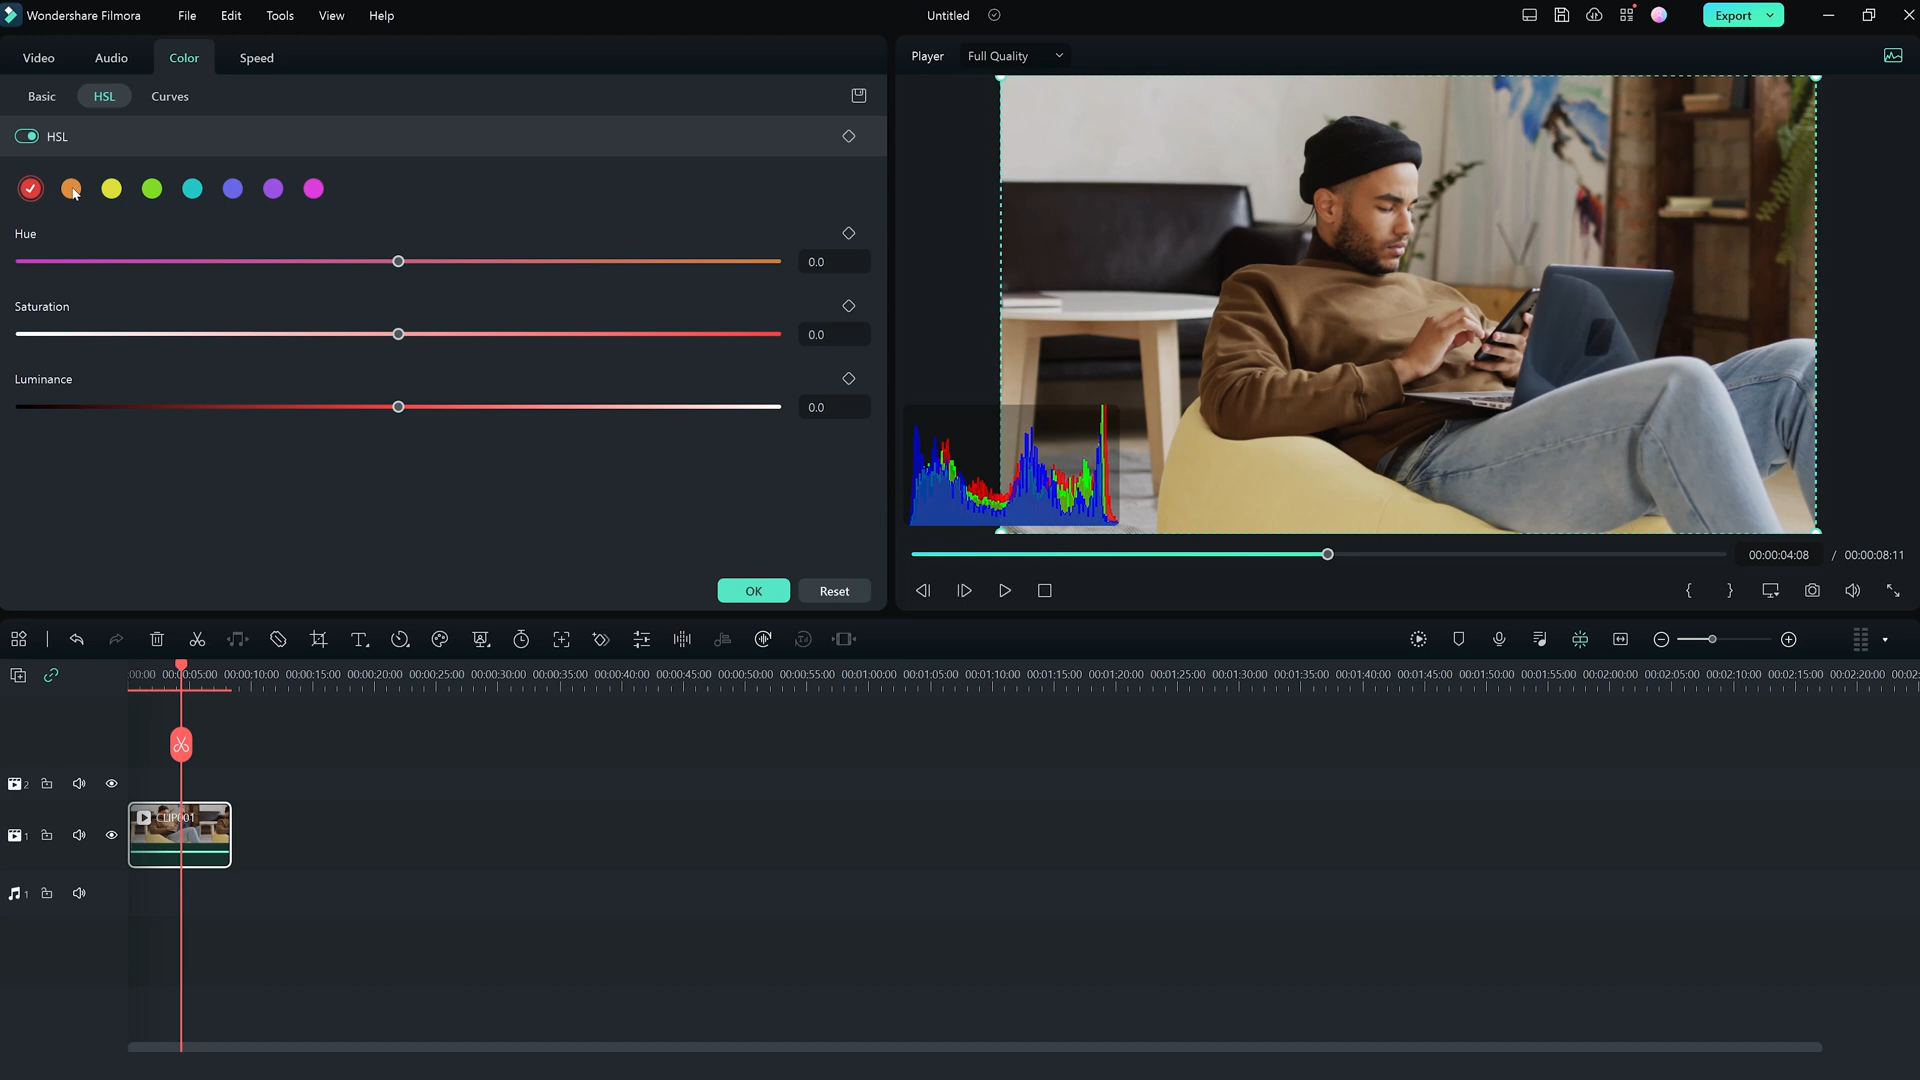 Wondershare Filmora File Edit Tools View Help Untitled Export
Video Audio Color Speed Player Full Quality
Basic HSL Curves
HSL
Hue
0.0
Saturation
0.0
Luminance
0.0
00:00:04:08 / 00:00:08:11
OK Reset
:00:00 00:00:05:00 00:00:10:00 00:00:15:00 00:00:20:00 00:00:25:00 00:00:30:00 00:00:35:00 00:00:40:00 00:00:45:00 00:00:50:00 00:00:55:00 00:01:00:00 00:01:05:00 00:01:10:00 00:01:15:00 00:01:20:00 00:01:25:00 00:01:30:00 00:01:35:00 00:01:40:00 00:01:45:00 00:01:50:00 00:01:55:00 00:02:00:00 00:02:05:00 00:02:10:00 00:02:15:00 00:02:20:00 00:02:
2
CLIP001
1
1